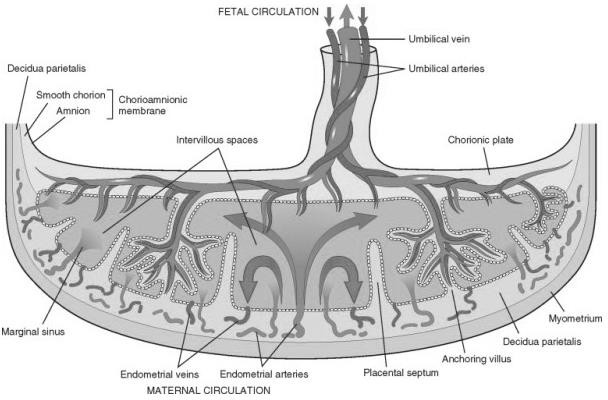 FETAL CIRCULATION
Umbilical vein
Umbilical arteries
Decidua parietalis
Smooth chorion
Amnion
Chorioamnionic
membrane
Intervillous spaces
Chorionic plate
Marginal sinus
Myometrium
Decidua parietalis
Anchoring villus
Endometrial veins
Endometrial arteries
Placental septum
MATERNAL CIRCULATION